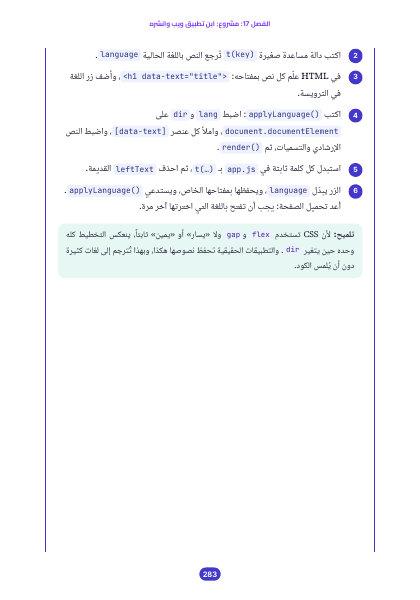 الفصل 17: مشروع: ابن تطبيق ويب وانشره
2 اكتب دالة مساعدة صغيرة t(key) تُرجع النص باللغة الحالية language.
3 في HTML علّم كل نص بمفتاحه: <h1 data-text="title">، وأضف زر اللغة
في الترويسة.
4 اكتب applyLanguage(): اضبط lang و dir على
document.documentElement، واملأ كل عنصر [data-text]، واضبط النص
الإرشادي والتسميات، ثم render().
5 استبدل كل كلمة ثابتة في app.js بـ t(…)، ثم احذف leftText القديمة.
6 الزر يبدّل language، ويحفظها بمفتاحها الخاص، ويستدعي applyLanguage().
أعد تحميل الصفحة: يجب أن تفتح باللغة التي اخترتها آخر مرة.
تلميح: لأن CSS تستخدم flex و gap ولا «يسار» أو «يمين» ثابتاً، ينعكس التخطيط كله
وحده حين يتغير dir. والتطبيقات الحقيقية تحفظ نصوصها هكذا، وبهذا تُترجم إلى لغات كثيرة
دون أن يُلمس الكود.
283